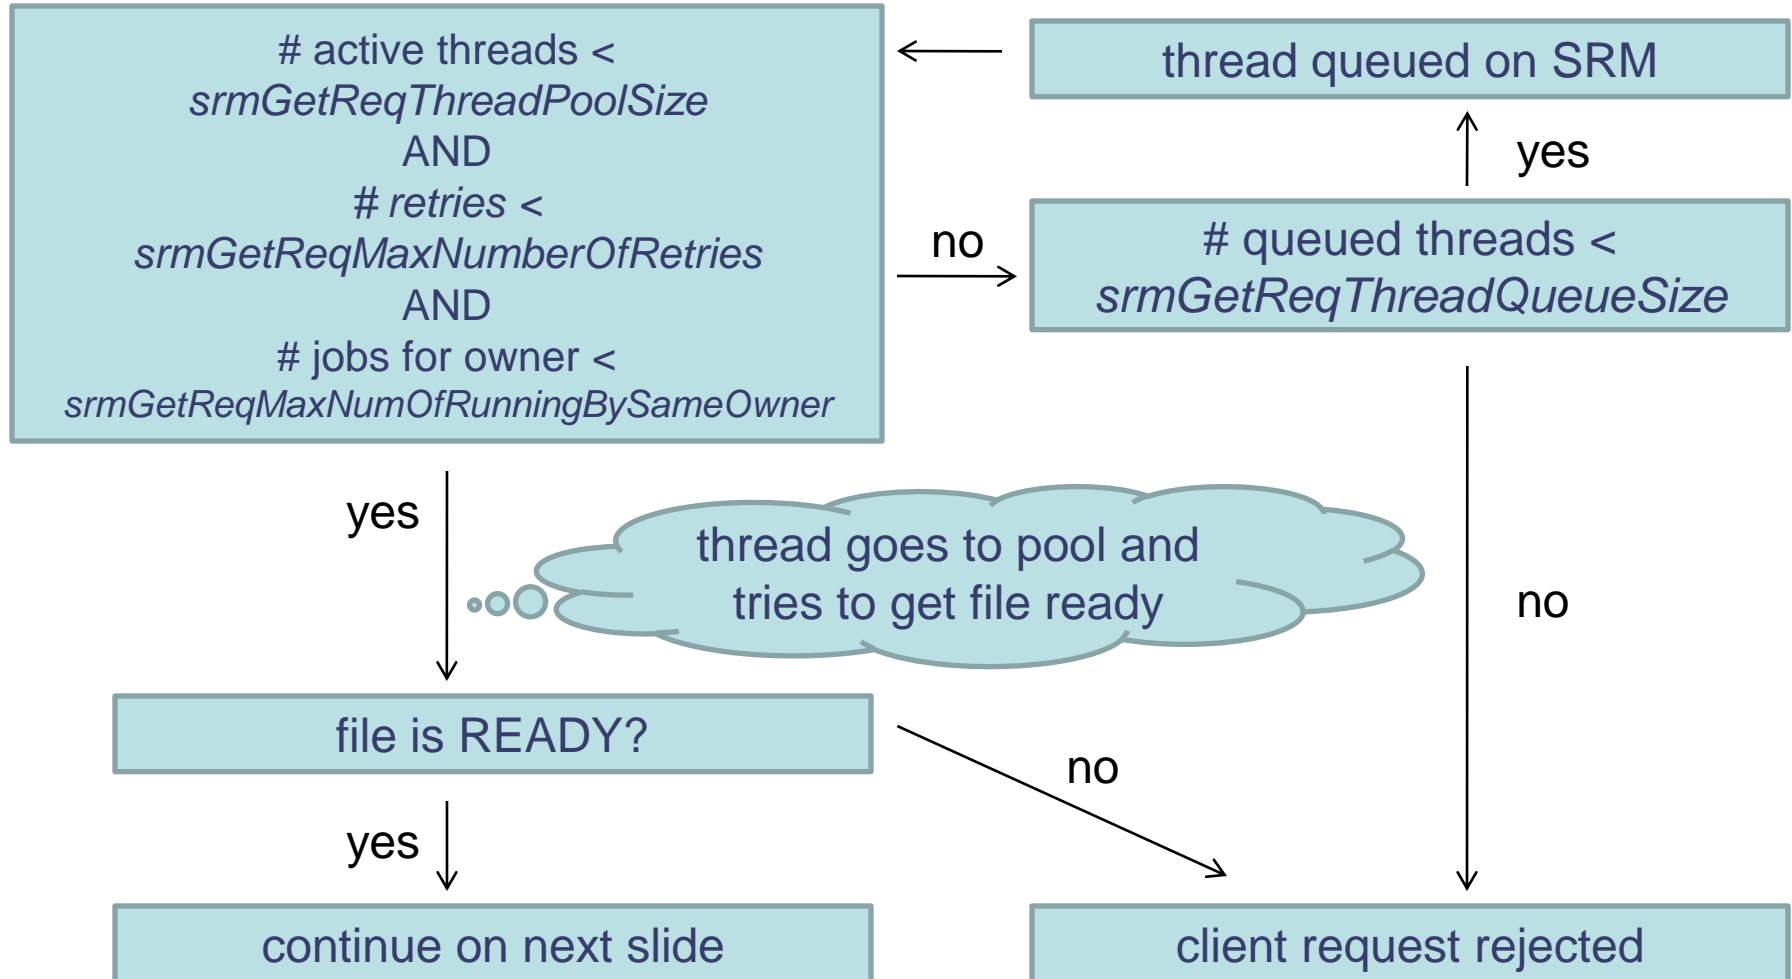 # active threads <
srmGetReqThreadPoolSize
AND
# retries <
srmGetReqMaxNumberOfRetries
AND
# jobs for owner <
srmGetReqMaxNumOfRunningBySameOwner
thread queued on SRM
yes
no
# queued threads <
srmGetReqThreadQueueSize
yes
thread goes to pool and
tries to get file ready
no
file is READY?
no
yes
continue on next slide
client request rejected